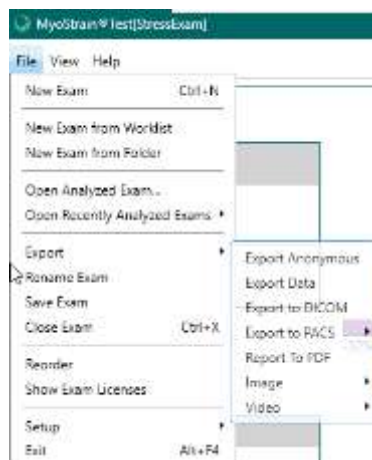 MyoStrain® Test[StressExam]
File View Help
New Exam Ctrl+N
New Exam from Worklist
New Exam from Folder
Open Analyzed Exam...
Open Recently Analyzed Exams
Export
Rename Exam
Save Exam
Close Exam Ctrl+X
Reorder
Show Exam Licenses
Setup
Exit Alt+F4
Export Anonymous
Export Data
Export to DICOM
Export to PACS
Report To PDF
Image
Video